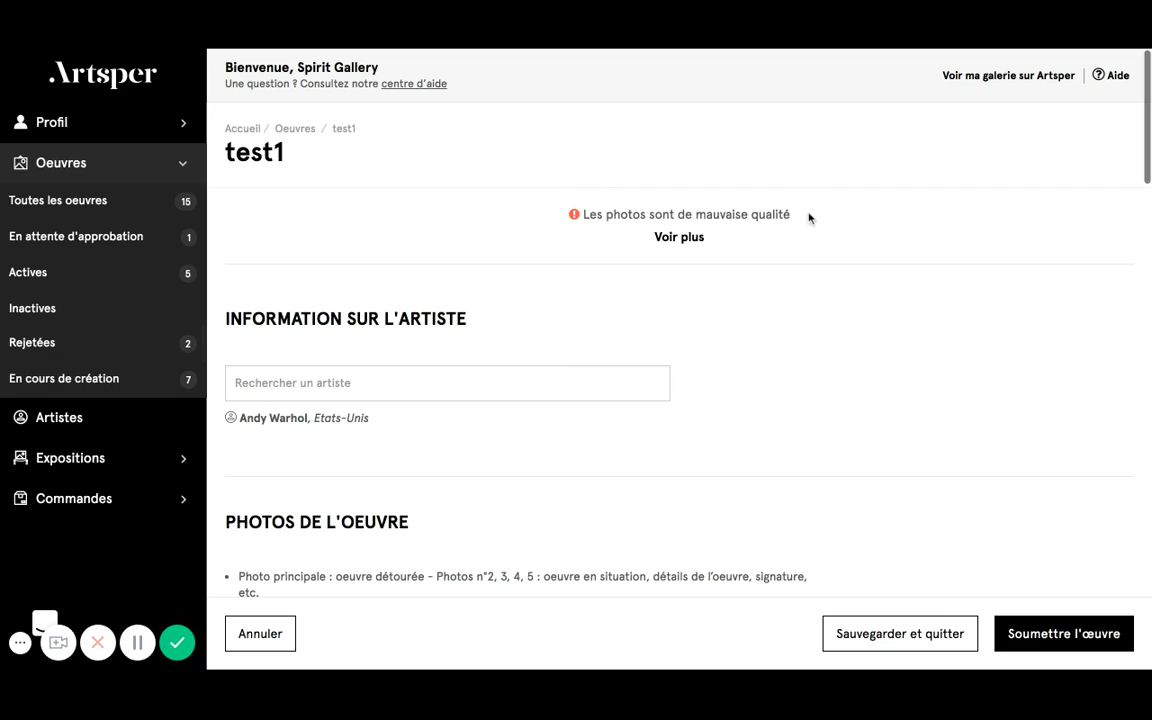 Artsper
Profil
Oeuvres
Toutes les oeuvres 15
En attente d'approbation 1
Actives 5
Inactives
Rejetées 2
En cours de création 7
Artistes
Expositions
Commandes
Bienvenue, Spirit Gallery
Une question ? Consultez notre centre d'aide
Voir ma galerie sur Artsper
Aide
Accueil / Oeuvres / test1
test1
Les photos sont de mauvaise qualité
Voir plus
INFORMATION SUR L'ARTISTE
Rechercher un artiste
Andy Warhol, Etats-Unis
PHOTOS DE L'OEUVRE
• Photo principale : oeuvre détourée - Photos n°2, 3, 4, 5 : oeuvre en situation, détails de l'oeuvre, signature,
etc.
Annuler
Sauvegarder et quitter
Soumettre l'œuvre